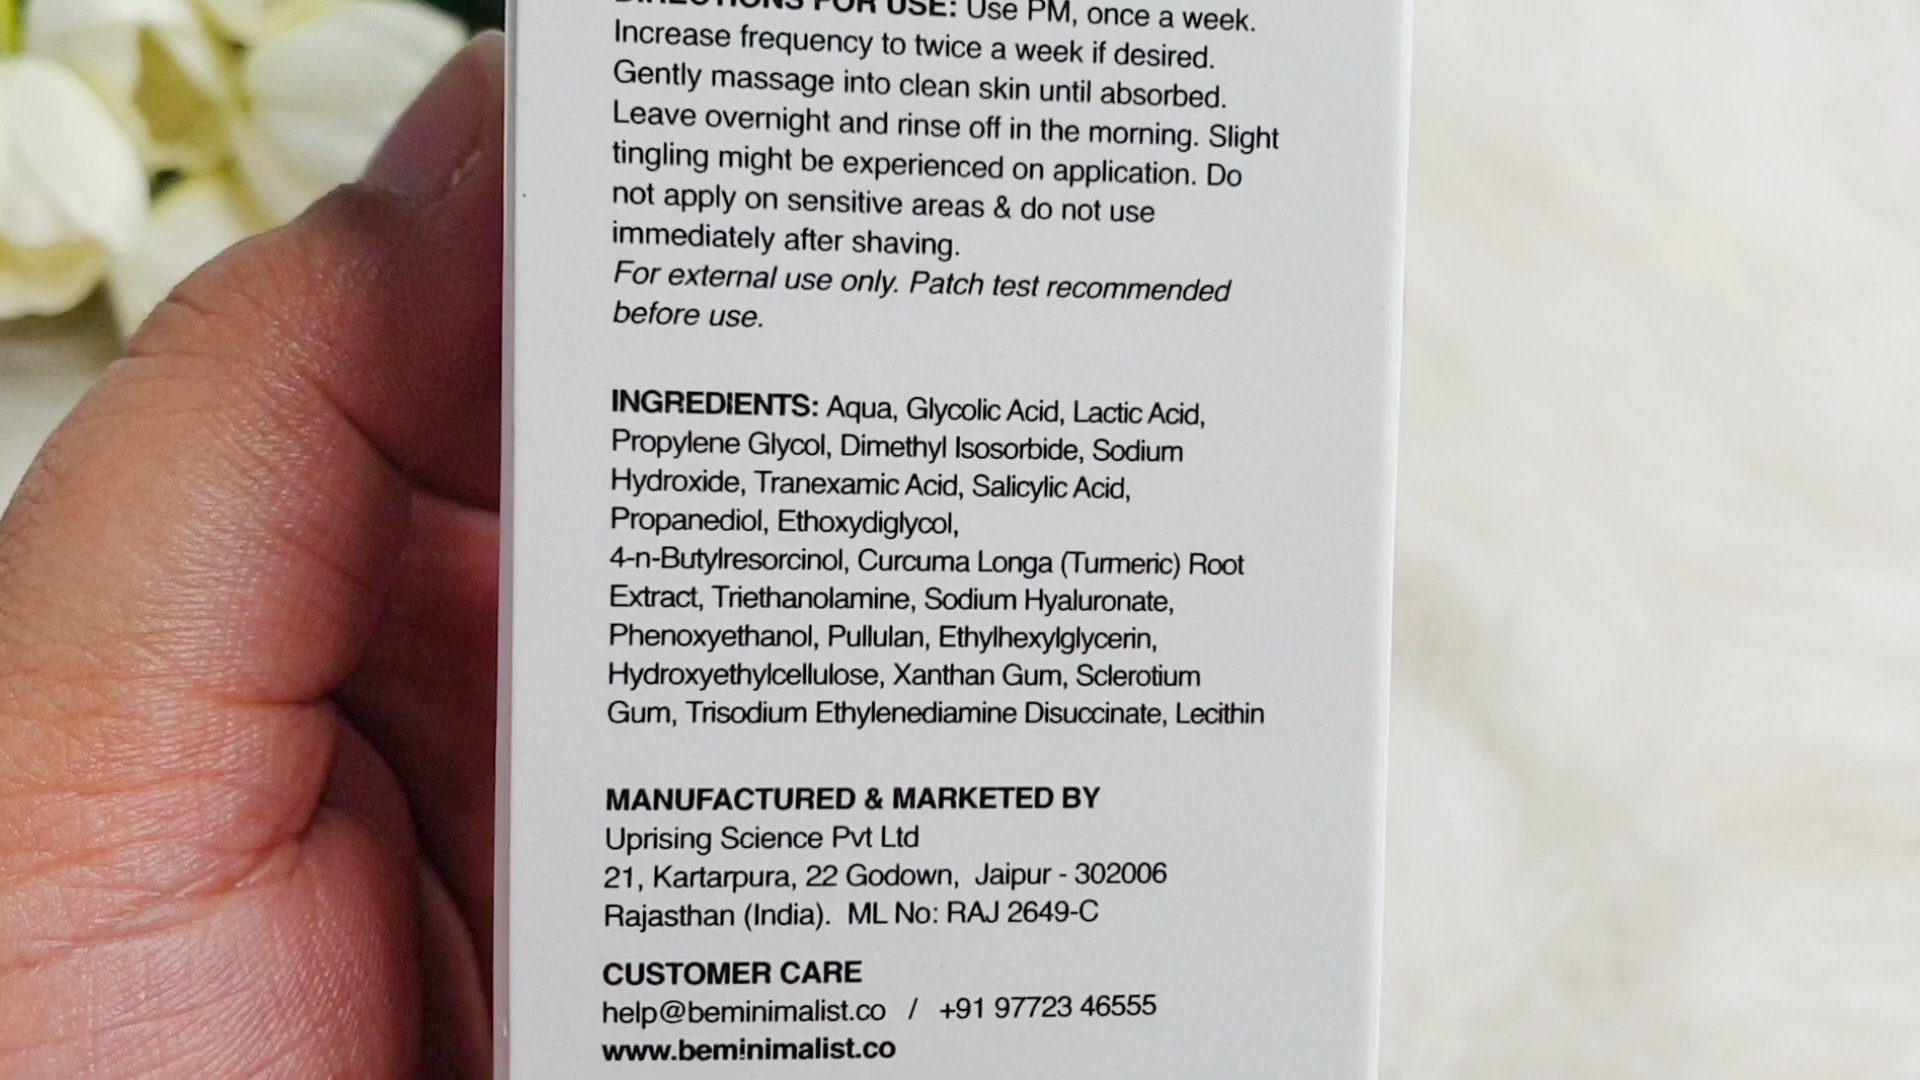 DIRECTIONS FOR USE: Use PM, once a week.
Increase frequency to twice a week if desired.
Gently massage into clean skin until absorbed.
Leave overnight and rinse off in the morning. Slight
tingling might be experienced on application. Do
not apply on sensitive areas & do not use
immediately after shaving.
For external use only. Patch test recommended
before use.
INGREDIENTS: Aqua, Glycolic Acid, Lactic Acid,
Propylene Glycol, Dimethyl Isosorbide, Sodium
Hydroxide, Tranexamic Acid, Salicylic Acid,
Propanediol, Ethoxydiglycol,
4-n-Butylresorcinol, Curcuma Longa (Turmeric) Root
Extract, Triethanolamine, Sodium Hyaluronate,
Phenoxyethanol, Pullulan, Ethylhexylglycerin,
Hydroxyethylcellulose, Xanthan Gum, Sclerotium
Gum, Trisodium Ethylenediamine Disuccinate, Lecithin
MANUFACTURED & MARKETED BY
Uprising Science Pvt Ltd
21, Kartarpura, 22 Godown, Jaipur - 302006
Rajasthan (India). ML No: RAJ 2649-C
CUSTOMER CARE
help@beminimalist.co / +91 97723 46555
www.beminimalist.co